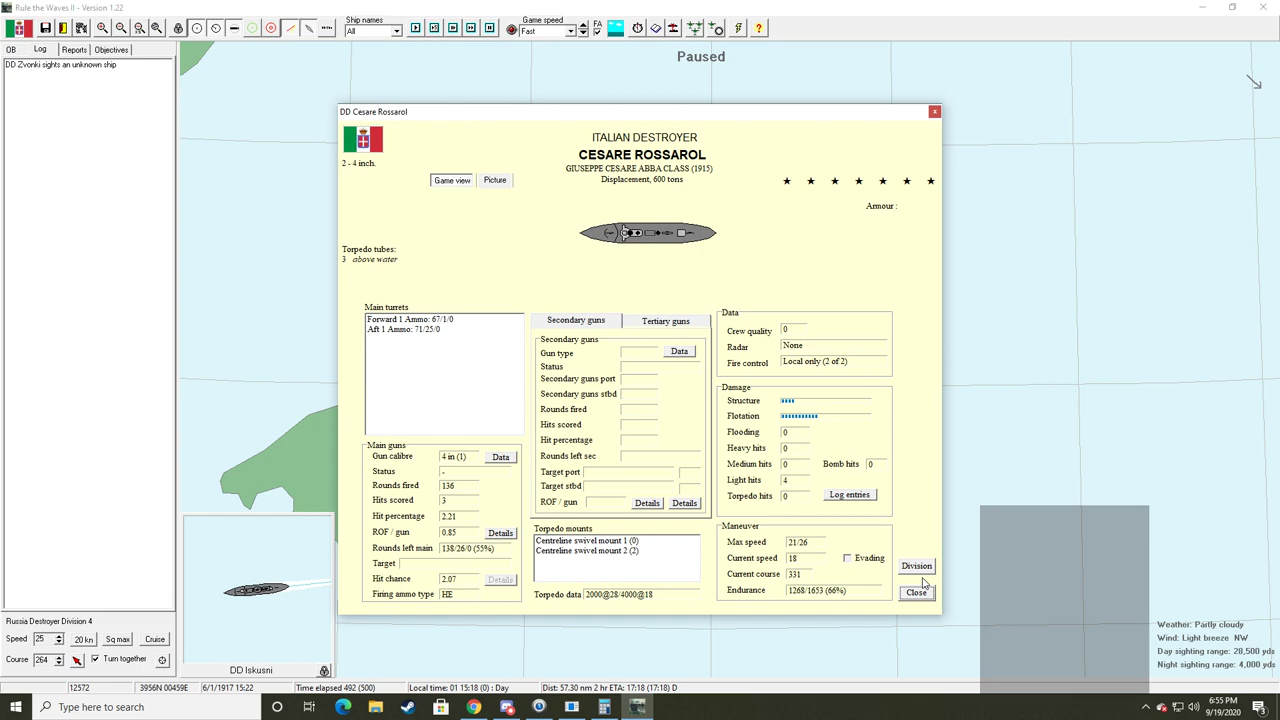 Rule the Waves II - Version 1.22
Ship names
All
Game speed
Fast
FA
OB
Log
Reports
Objectives
DD Zvonki sights an unknown ship
Paused
DD Cesare Rossarol
2 - 4 inch.
Game view
Picture
ITALIAN DESTROYER
CESARE ROSSAROL
GIUSEPPE CESARE ABBA CLASS (1915)
Displacement, 600 tons
★ ★ ★ ★ ★ ★ ★
Armour :
Torpedo tubes:
3 above water
Main turrets
Forward 1 Ammo: 67/1/0
Aft 1 Ammo: 71/25/0
Main guns
Gun calibre 4 in (1) Data
Status -
Rounds fired 136
Hits scored 3
Hit percentage 2.21
ROF / gun 0.85 Details
Rounds left main 138/26/0 (55%)
Target
Hit chance 2.07 Details
Firing ammo type HE
Secondary guns
Tertiary guns
Secondary guns
Gun type Data
Status
Secondary guns port
Secondary guns stbd
Rounds fired
Hits scored
Hit percentage
Rounds left sec
Target port
Target stbd
ROF / gun Details Details
Torpedo mounts
Centreline swivel mount 1 (0)
Centreline swivel mount 2 (2)
Torpedo data 2000@28/4000@18
Data
Crew quality 0
Radar None
Fire control Local only (2 of 2)
Damage
Structure
Flotation
Flooding 0
Heavy hits 0
Medium hits 0 Bomb hits 0
Light hits 4
Torpedo hits 0 Log entries
Maneuver
Max speed 21/26
Current speed 18 Evading
Current course 331
Endurance 1268/1653 (66%)
Division
Close
Russia Destroyer Division 4
Speed 25 20 kn Sq max Cruise
Course 264 Turn together
DD Iskusni
Weather: Partly cloudy
Wind: Light breeze NW
Day sighting range: 28,500 yds
Night sighting range: 4,000 yds
12572 3956N 00459E 6/1/1917 15:22 Time elapsed 492 (500) Local time: 01 15:18 (0) : Day Dist: 57.30 nm 2 hr ETA: 17:18 (17:18) D
Type here to search
6:55 PM
9/19/2020